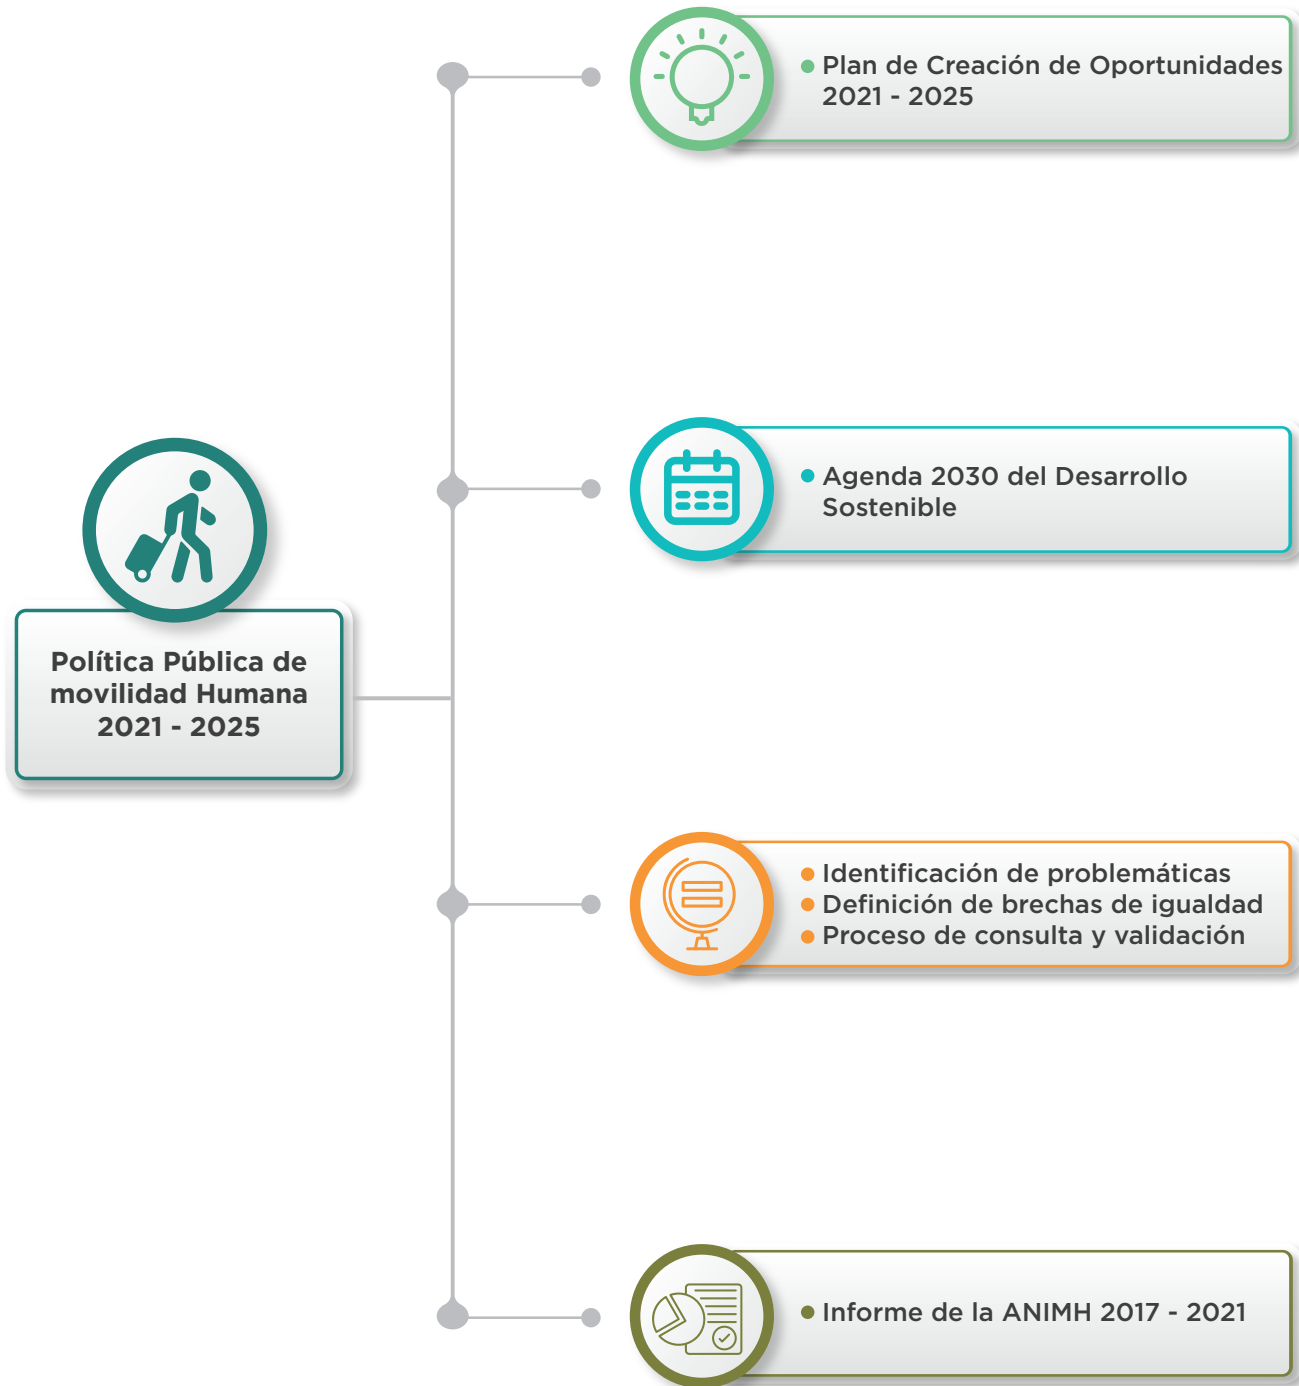 Plan de Creación de Oportunidades
2021 - 2025
Agenda 2030 del Desarrollo
Sostenible
Política Pública de
movilidad Humana
2021 - 2025
Identificación de problemáticas
Definición de brechas de igualdad
Proceso de consulta y validación
Informe de la ANIMH 2017 - 2021